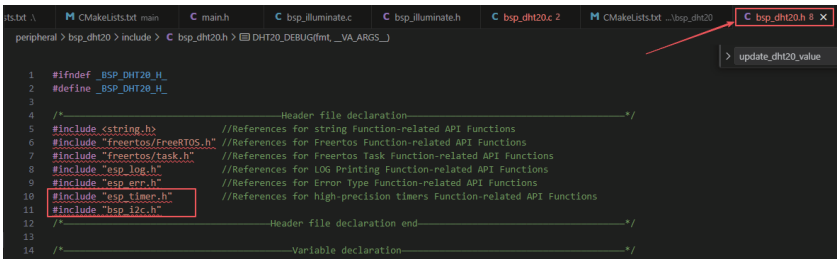 sts.txt .\ M CMakeLists.txt main C main.h C bsp_illuminate.c C bsp_illuminate.h C bsp_dht20.c 2 M CMakeLists.txt ...\bsp_dht20 C bsp_dht20.h 8 ×
peripheral > bsp_dht20 > include > C bsp_dht20.h > DHT20_DEBUG(fmt, __VA_ARGS__)
> update_dht20_value
1 #ifndef _BSP_DHT20_H_
2 #define _BSP_DHT20_H_
3
4 /*————————————————Header file declaration————————————————*/
5 #include <string.h> //References for string Function-related API Functions
6 #include "freertos/FreeRTOS.h" //References for Freertos Function-related API Functions
7 #include "freertos/task.h" //References for Freertos Task Function-related API Functions
8 #include "esp_log.h" //References for LOG Printing Function-related API Functions
9 #include "esp_err.h" //References for Error Type Function-related API Functions
10 #include "esp_timer.h" //References for high-precision timers Function-related API Functions
11 #include "bsp_i2c.h"
12 /*————————————————Header file declaration end————————————————*/
13
14 /*————————————————Variable declaration————————————————*/